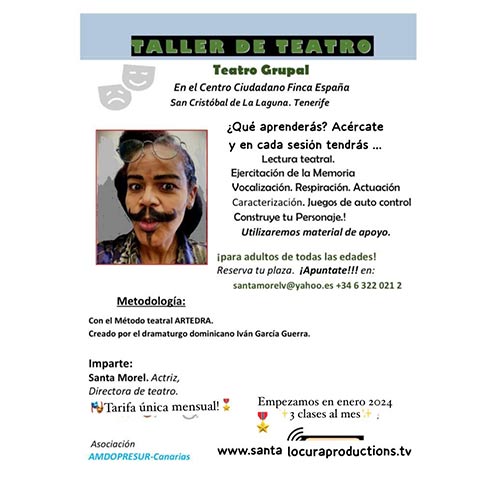 TALLER DE TEATRO
Teatro Grupal
En el Centro Ciudadano Finca España
San Cristóbal de La Laguna. Tenerife
¿Qué aprenderás? Acércate
y en cada sesión tendrás ...
Lectura teatral.
Ejercitación de la Memoria
Vocalización. Respiración. Actuación
Caracterización. Juegos de auto control
Construye tu Personaje.!
Utilizaremos material de apoyo.
¡para adultos de todas las edades!
Reserva tu plaza. ¡Apuntate!!! en:
santamorelv@yahoo.es +34 6 322 021 2
Metodología:
Con el Método teatral ARTEDRA.
Creado por el dramaturgo dominicano Iván García Guerra.
Imparte:
Santa Morel. Actriz,
Directora de teatro.
Tarifa única mensual!
Empezamos en enero 2024
3 clases al mes
Asociación
AMDOPRESUR-Canarias
www.santa locuraproductions.tv